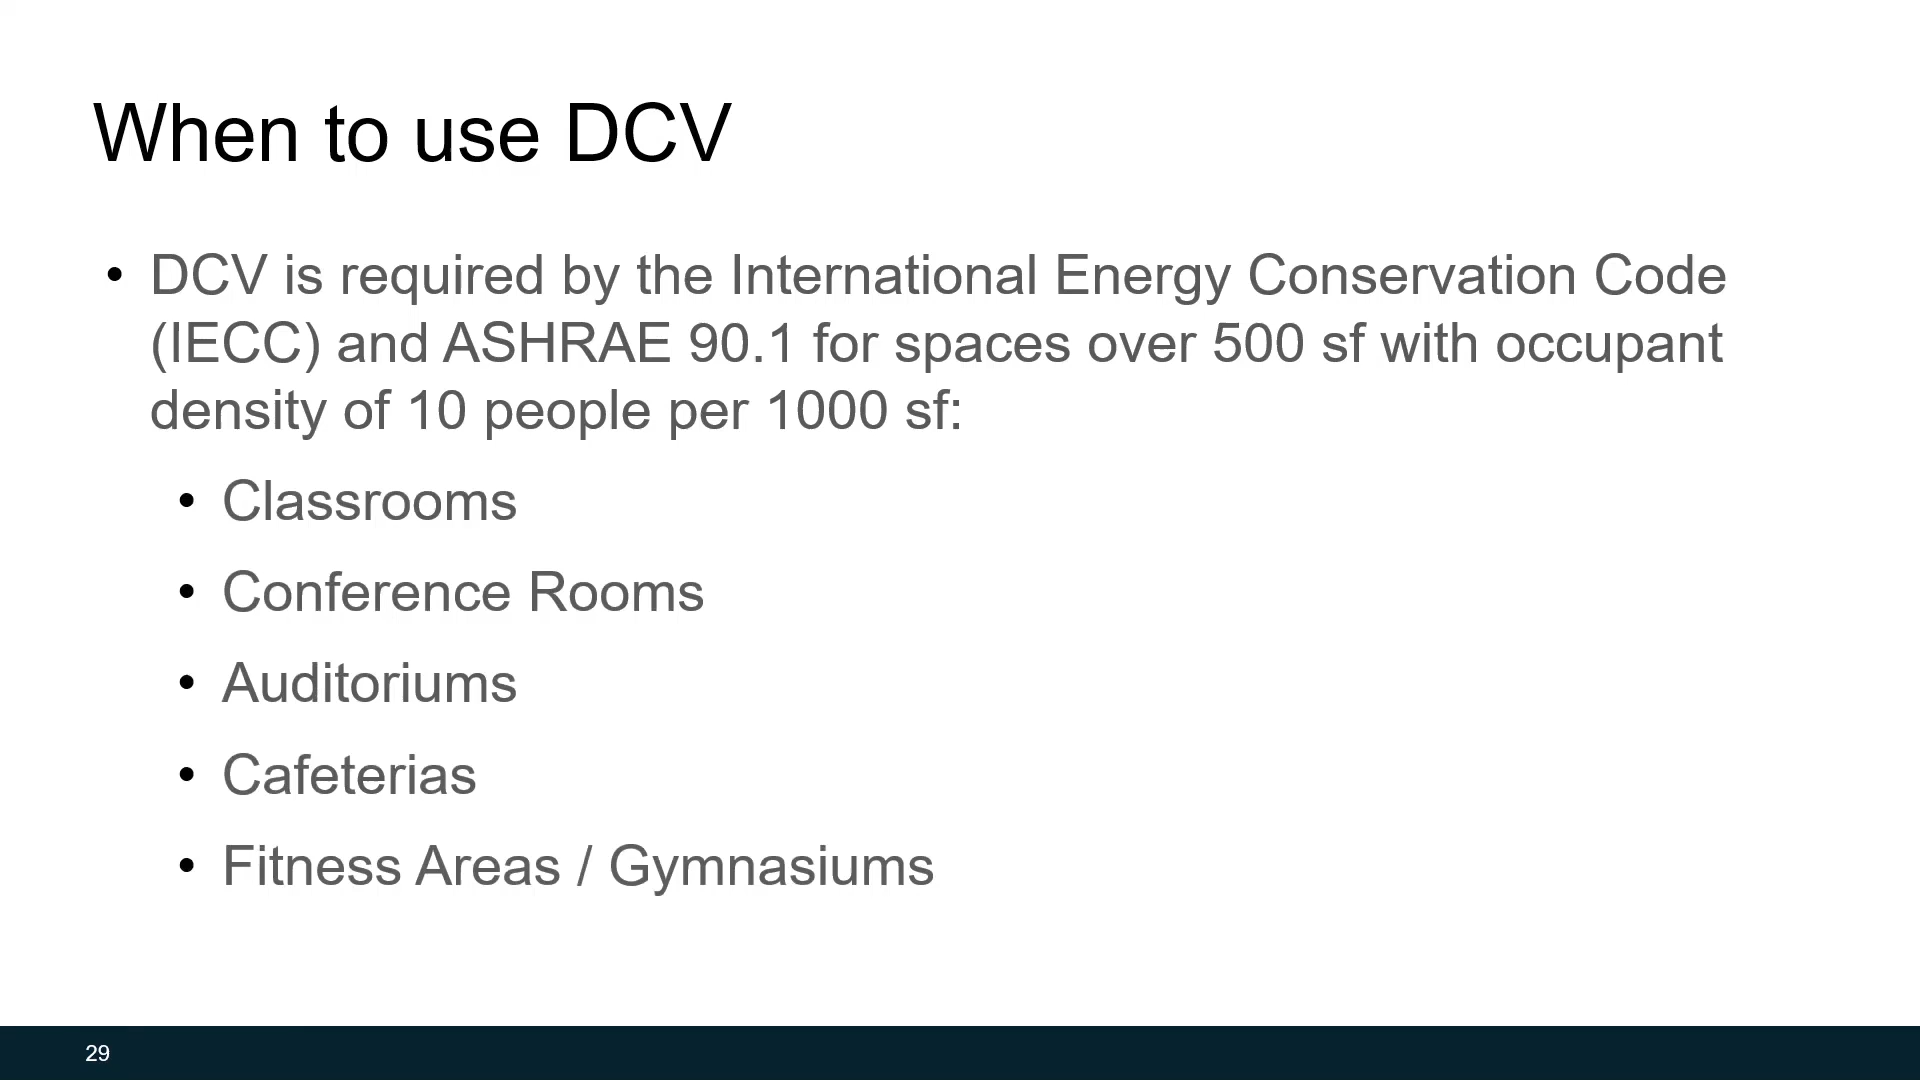 When to use DCV
• DCV is required by the International Energy Conservation Code
(IECC) and ASHRAE 90.1 for spaces over 500 sf with occupant
density of 10 people per 1000 sf:
• Classrooms
• Conference Rooms
• Auditoriums
• Cafeterias
• Fitness Areas / Gymnasiums
29